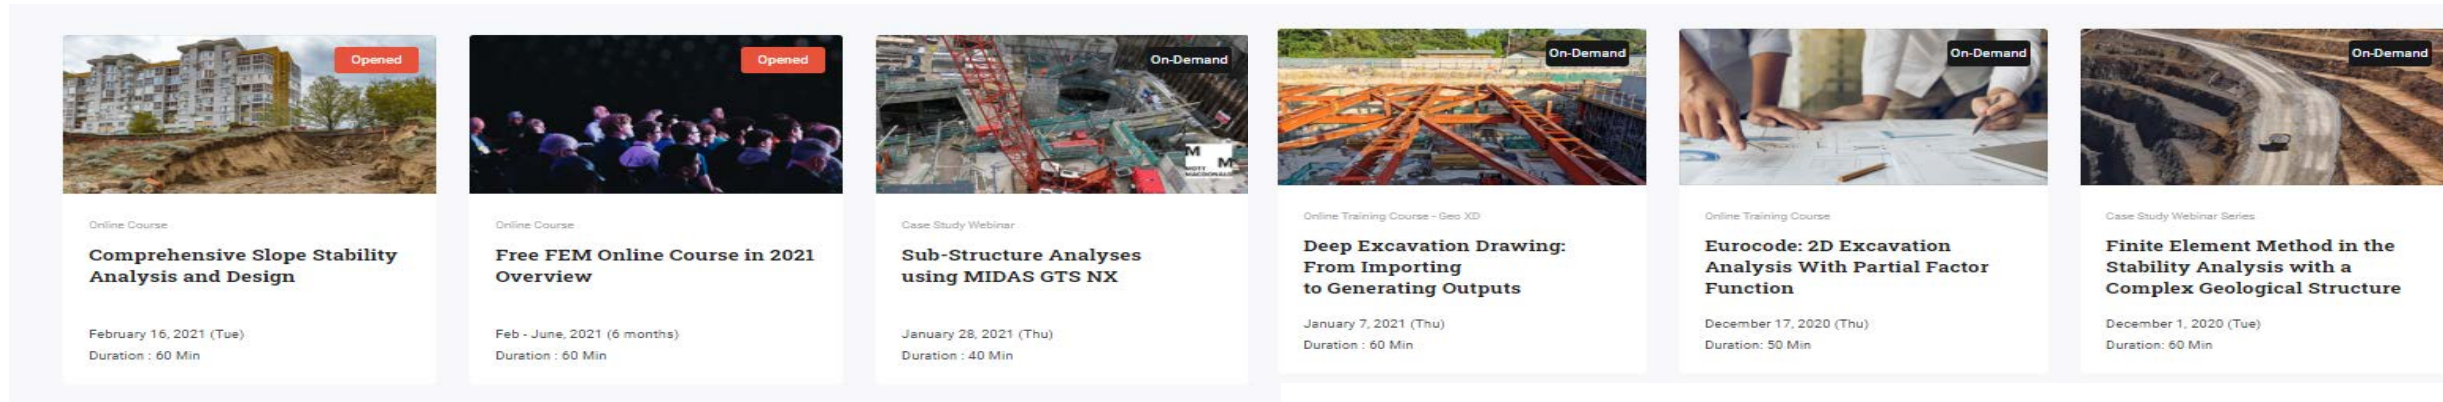 Opened
Online Course
Comprehensive Slope Stability
Analysis and Design
February 16, 2021 (Tue)
Duration : 60 Min
Opened
Online Course
Free FEM Online Course in 2021
Overview
Feb - June, 2021 (6 months)
Duration : 60 Min
On-Demand
M
M
MOTT
MACDONALD
Case Study Webinar
Sub-Structure Analyses
using MIDAS GTS NX
January 28, 2021 (Thu)
Duration : 40 Min
On-Demand
Online Training Course - Geo XD
Deep Excavation Drawing:
From Importing
to Generating Outputs
January 7, 2021 (Thu)
Duration : 60 Min
On-Demand
Online Training Course
Eurocode: 2D Excavation
Analysis With Partial Factor
Function
December 17, 2020 (Thu)
Duration: 50 Min
On-Demand
Case Study Webinar Series
Finite Element Method in the
Stability Analysis with a
Complex Geological Structure
December 1, 2020 (Tue)
Duration: 60 Min